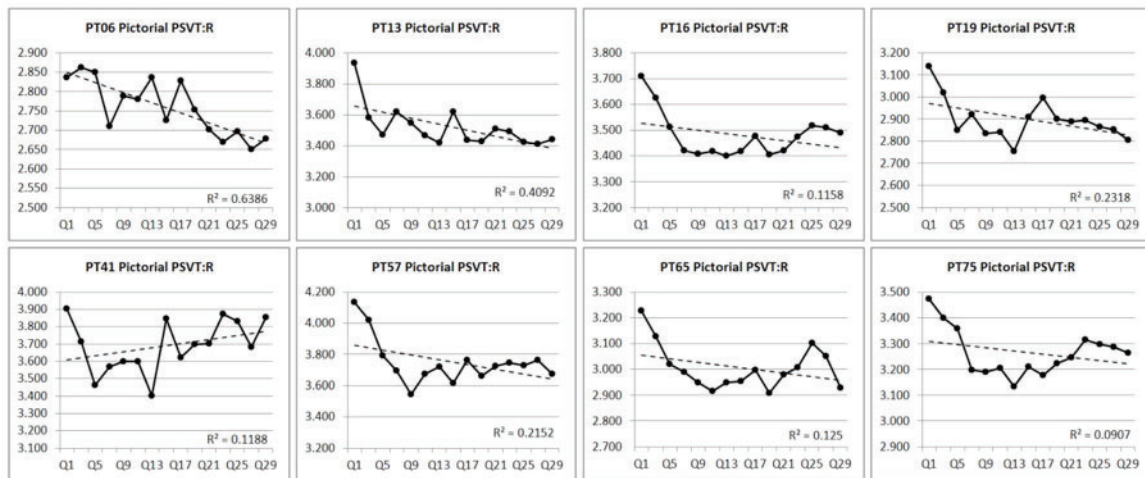 PT06 Pictorial PSVT:R
2.900
2.850
2.800
2.750
2.700
2.650
2.600
2.550
2.500
R² = 0.6386
Q1 Q5 Q9 Q13 Q17 Q21 Q25 Q29
PT13 Pictorial PSVT:R
4.000
3.800
3.600
3.400
3.200
3.000
R² = 0.4092
Q1 Q5 Q9 Q13 Q17 Q21 Q25 Q29
PT16 Pictorial PSVT:R
3.800
3.700
3.600
3.500
3.400
3.300
3.200
R² = 0.1158
Q1 Q5 Q9 Q13 Q17 Q21 Q25 Q29
PT19 Pictorial PSVT:R
3.200
3.100
3.000
2.900
2.800
2.700
2.600
2.500
R² = 0.2318
Q1 Q5 Q9 Q13 Q17 Q21 Q25 Q29
PT41 Pictorial PSVT:R
4.000
3.900
3.800
3.700
3.600
3.500
3.400
3.300
3.200
3.100
R² = 0.1188
Q1 Q5 Q9 Q13 Q17 Q21 Q25 Q29
PT57 Pictorial PSVT:R
4.200
4.000
3.800
3.600
3.400
3.200
R² = 0.2152
Q1 Q5 Q9 Q13 Q17 Q21 Q25 Q29
PT65 Pictorial PSVT:R
3.300
3.200
3.100
3.000
2.900
2.800
2.700
R² = 0.125
Q1 Q5 Q9 Q13 Q17 Q21 Q25 Q29
PT75 Pictorial PSVT:R
3.500
3.400
3.300
3.200
3.100
3.000
2.900
R² = 0.0907
Q1 Q5 Q9 Q13 Q17 Q21 Q25 Q29